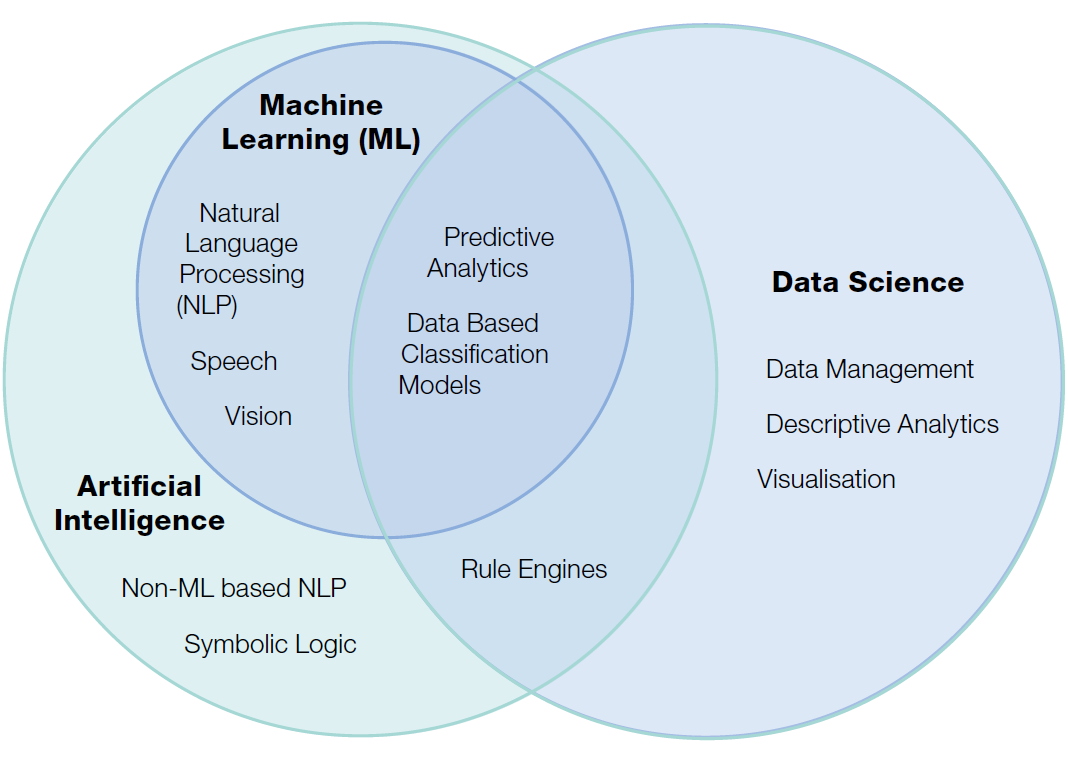 Machine
Learning (ML)
Natural
Language
Processing
(NLP)
Speech
Vision
Predictive
Analytics
Data Based
Classification
Models
Data Science
Data Management
Descriptive Analytics
Visualisation
Artificial
Intelligence
Non-ML based NLP
Symbolic Logic
Rule Engines